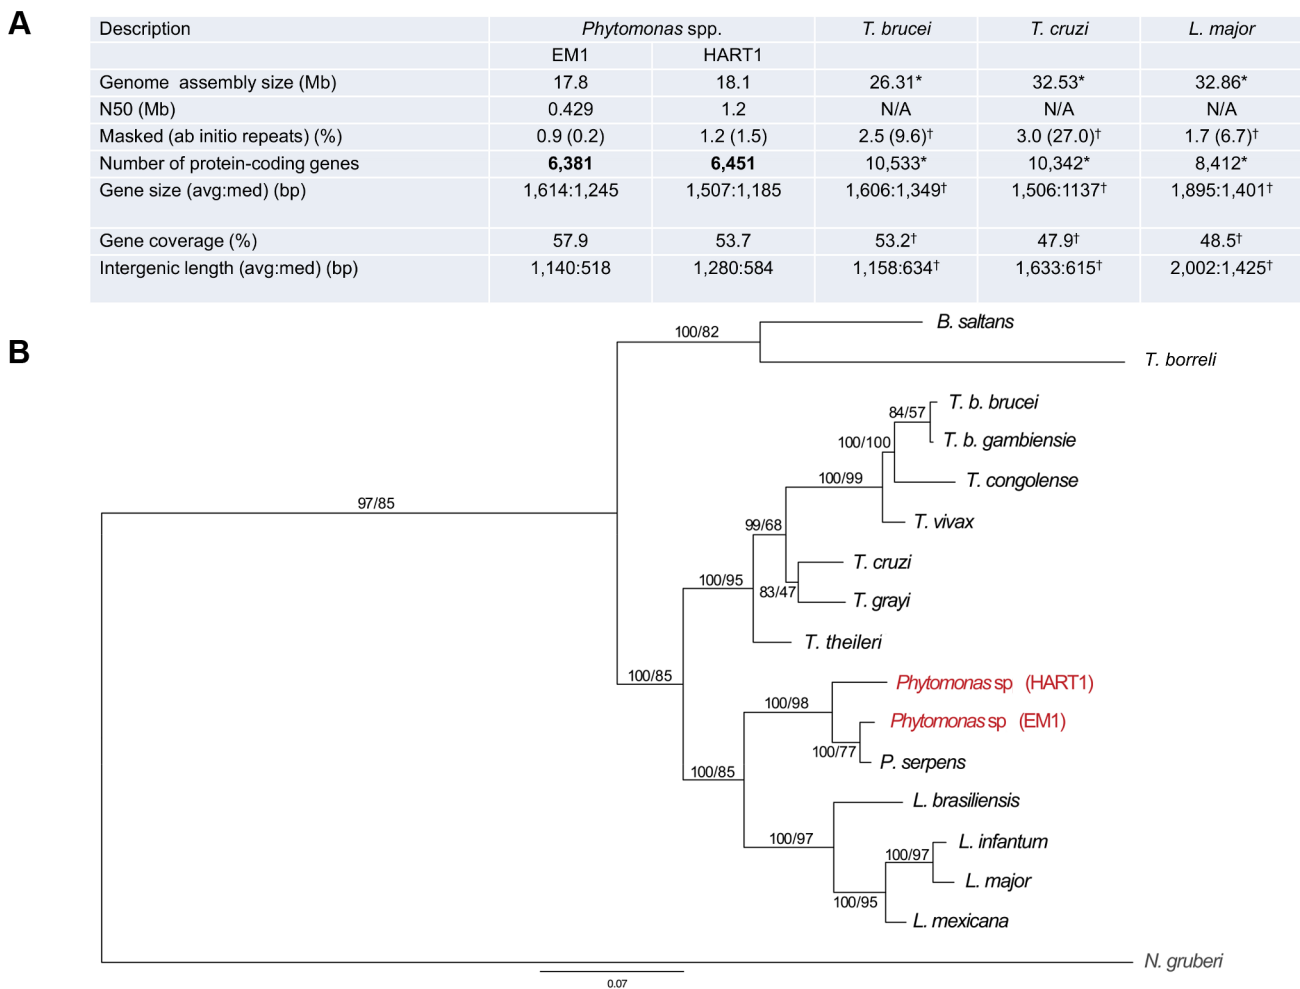 A
Description Phytomonas spp. T. brucei T. cruzi L. major
EM1 HART1
Genome assembly size (Mb) 17.8 18.1 26.31* 32.53* 32.86*
N50 (Mb) 0.429 1.2 N/A N/A N/A
Masked (ab initio repeats) (%) 0.9 (0.2) 1.2 (1.5) 2.5 (9.6)† 3.0 (27.0)† 1.7 (6.7)†
Number of protein-coding genes 6,381 6,451 10,533* 10,342* 8,412*
Gene size (avg:med) (bp) 1,614:1,245 1,507:1,185 1,606:1,349† 1,506:1137† 1,895:1,401†
Gene coverage (%) 57.9 53.7 53.2† 47.9† 48.5†
Intergenic length (avg:med) (bp) 1,140:518 1,280:584 1,158:634† 1,633:615† 2,002:1,425†
B
B. saltans
100/82
T. borreli
T. b. brucei
84/57
T. b. gambiensie
100/100
T. congolense
100/99
T. vivax
97/85
99/68
T. cruzi
100/95
83/47
T. grayi
T. theileri
100/85
Phytomonas sp (HART1)
100/98
Phytomonas sp (EM1)
100/77
P. serpens
100/85
L. brasiliensis
100/97
L. infantum
100/97
L. major
100/95
L. mexicana
N. gruberi
0.07